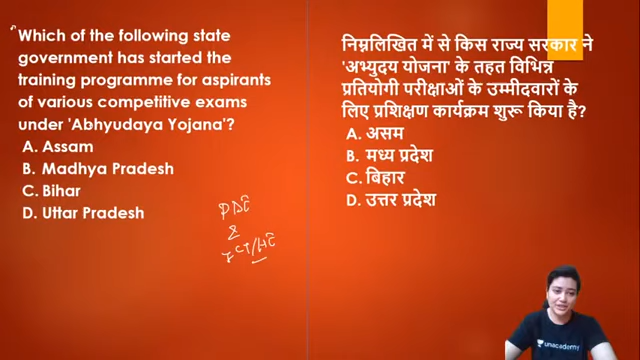 Which of the following state
government has started the
training programme for aspirants
of various competitive exams
under 'Abhyudaya Yojana'?
A. Assam
B. Madhya Pradesh
C. Bihar
D. Uttar Pradesh
निम्नलिखित में से किस राज्य सरकार ने
'अभ्युदय योजना' के तहत विभिन्न
प्रतियोगी परीक्षाओं के उम्मीदवारों के
लिए प्रशिक्षण कार्यक्रम शुरू किया है?
A. असम
B. मध्य प्रदेश
C. बिहार
D. उत्तर प्रदेश
unacademy